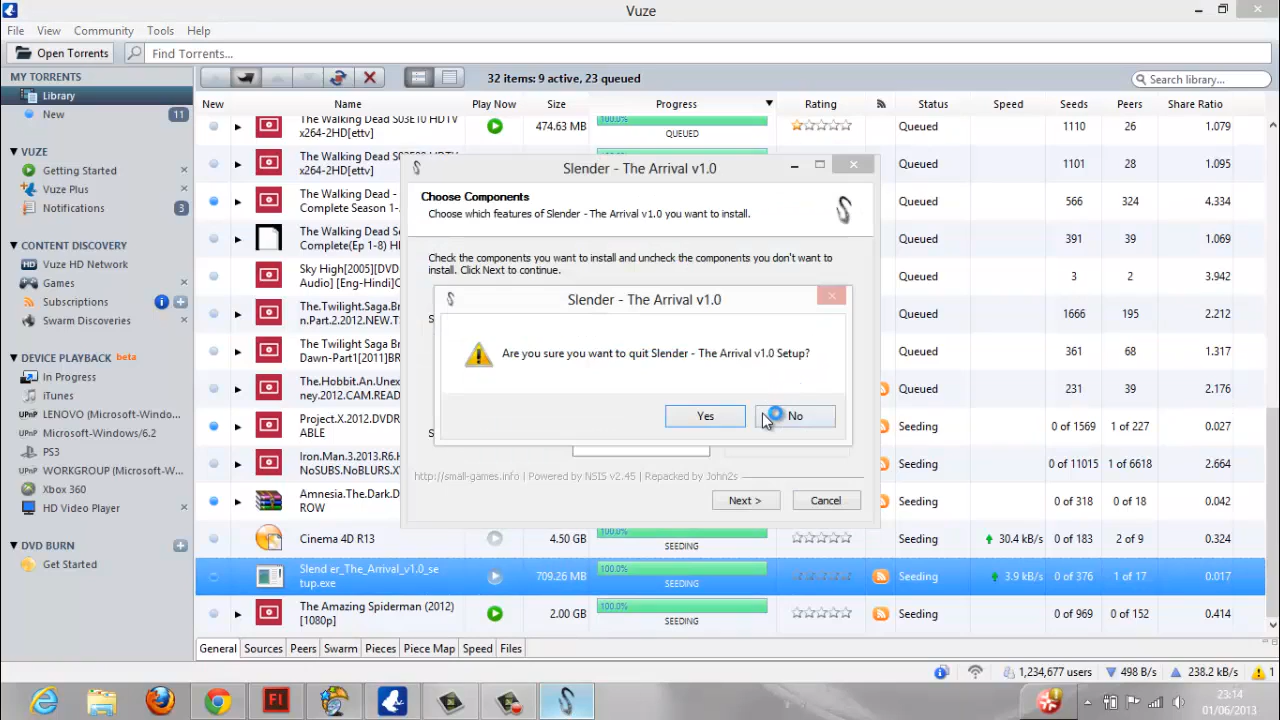 Vuze
File View Community Tools Help
Open Torrents Find Torrents...
MY TORRENTS
Library
New 11
VUZE
Getting Started
Vuze Plus
Notifications 3
CONTENT DISCOVERY
Vuze HD Network
Games
Subscriptions
Swarm Discoveries
DEVICE PLAYBACK beta
In Progress
iTunes
UPnP LENOVO (Microsoft-Windo...
UPnP Microsoft-Windows/6.2
UPnP PS3
UPnP WORKGROUP (Microsoft-W...
Xbox 360
HD Video Player
DVD BURN
Get Started
32 items: 9 active, 23 queued
Search library...
New Name Play Now Size Progress Rating Status Speed Seeds Peers Share Ratio
The Walking Dead S03E10 HDTV
x264-2HD[ettv] 474.63 MB 100.0% QUEUED Queued 1110 26 1.079
x264-2HD[ettv] Queued 1101 28 1.095
The Walking Dead -
Complete Season 1- Queued 566 324 4.334
The Walking Dead Se
Complete(Ep 1-8) H Queued 391 39 1.069
Sky High[2005][DVD
Audio] [Eng-Hindi] Queued 3 2 3.942
The.Twilight.Saga.Br
n.Part.2.2012.NEW.T Queued 1666 195 2.212
The Twilight Saga Br
Dawn-Part1[2011]BR Queued 361 68 1.317
The.Hobbit.An.Unex
ney.2012.CAM.READ Queued 231 39 2.176
Project.X.2012.DVDR
ABLE Seeding 0 of 1569 1 of 227 0.027
Iron.Man.3.2013.R6.H
NoSUBS.NoBLURS.X Seeding 0 of 11015 1 of 6618 2.664
Amnesia.The.Dark.D
ROW Seeding 0 of 318 0 of 18 0.042
Cinema 4D R13 4.50 GB 100.0% SEEDING Seeding 30.4 kB/s 0 of 183 2 of 9 0.324
Slend er_The_Arrival_v1.0_se
tup.exe 709.26 MB 100.0% SEEDING Seeding 3.9 kB/s 0 of 376 1 of 17 0.017
The Amazing Spiderman (2012)
[1080p] 2.00 GB 100.0% SEEDING Seeding 0 of 969 0 of 152 0.414
Slender - The Arrival v1.0
Choose Components
Choose which features of Slender - The Arrival v1.0 you want to install.
Check the components you want to install and uncheck the components you don't want to
install. Click Next to continue.
Slender - The Arrival v1.0
Are you sure you want to quit Slender - The Arrival v1.0 Setup?
Yes No
http://small-games.info | Powered by NSIS v2.45 | Repacked by John2s
Next > Cancel
General Sources Peers Swarm Pieces Piece Map Speed Files
1,234,677 users 498 B/s 238.2 kB/s 1
23:14
01/06/2013